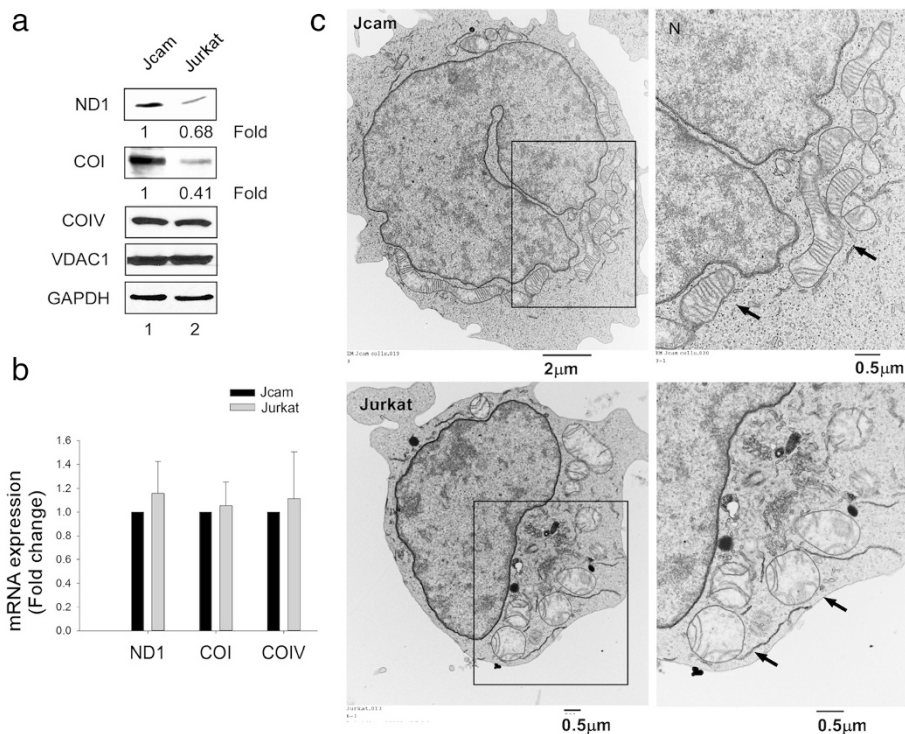 a
Jcam Jurkat
ND1
1 0.68 Fold
COI
1 0.41 Fold
COIV
VDAC1
GAPDH
1 2
b
Jcam
Jurkat
mRNA expression
(Fold change)
1.6
1.4
1.2
1.0
0.8
0.6
0.4
0.2
0.0
ND1 COI COIV
c
Jcam
N
2μm
0.5μm
Jurkat
Jurkat.013
0.5μm
0.5μm